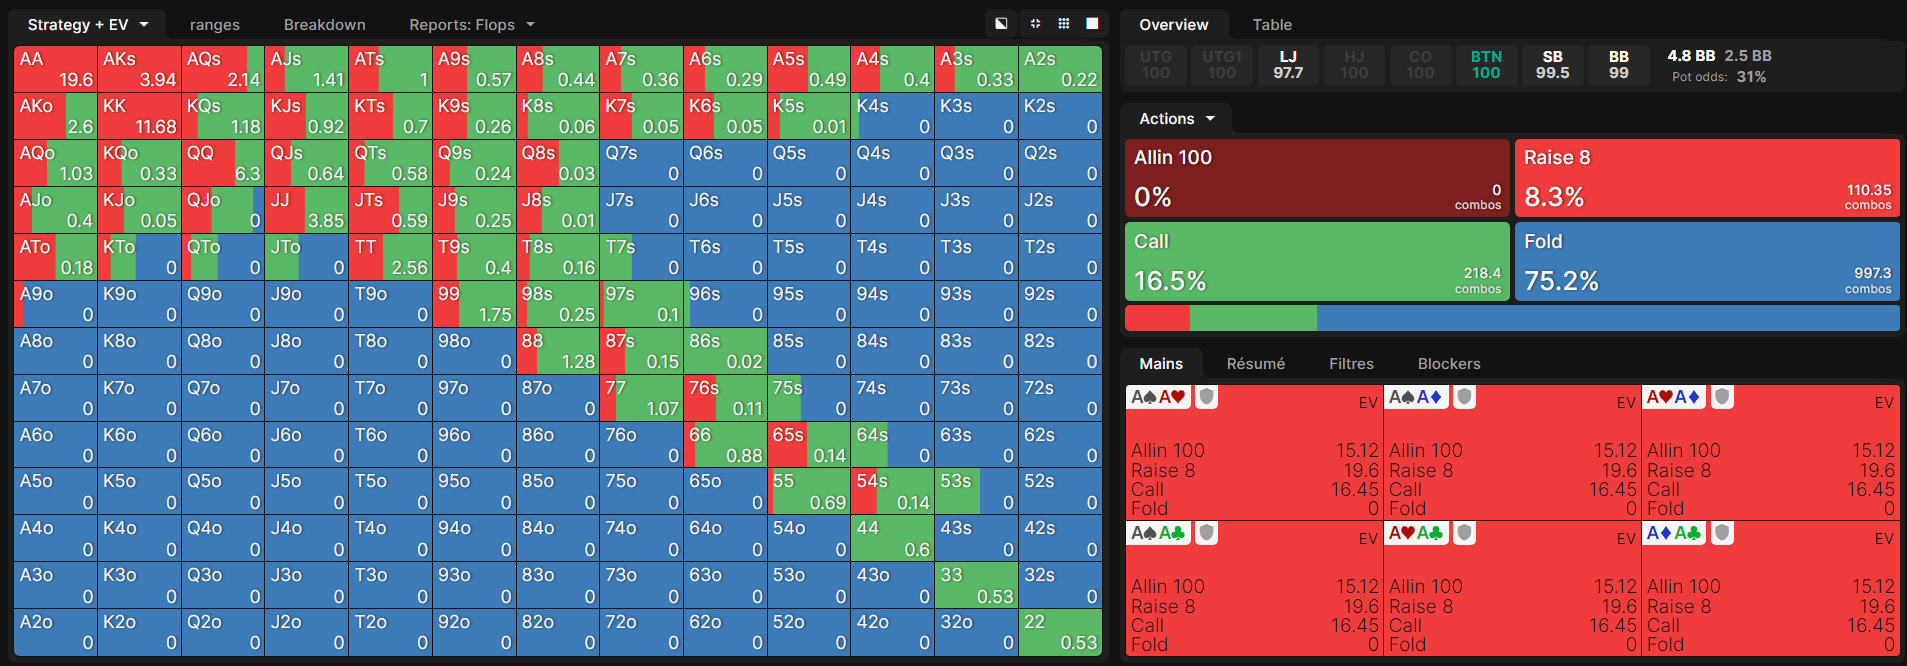 Strategy + EV ranges Breakdown Reports: Flops
AA 19.6 AKs 3.94 AQs 2.14 AJs 1.41 ATs 1 A9s 0.57 A8s 0.44 A7s 0.36 A6s 0.29 A5s 0.49 A4s 0.4 A3s 0.33 A2s 0.22
AKo 2.6 KK 11.68 KQs 1.18 KJs 0.92 KTs 0.7 K9s 0.26 K8s 0.06 K7s 0.05 K6s 0.05 K5s 0.01 K4s 0 K3s 0 K2s 0
AQo 1.03 KQo 0.33 QQ 6.3 QJs 0.64 QTs 0.58 Q9s 0.24 Q8s 0.03 Q7s 0 Q6s 0 Q5s 0 Q4s 0 Q3s 0 Q2s 0
AJo 0.4 KJo 0.05 QJo 0 JJ 3.85 JTs 0.59 J9s 0.25 J8s 0.01 J7s 0 J6s 0 J5s 0 J4s 0 J3s 0 J2s 0
ATo 0.18 KTo 0 QTo 0 JTo 0 TT 2.56 T9s 0.4 T8s 0.16 T7s 0 T6s 0 T5s 0 T4s 0 T3s 0 T2s 0
A9o 0 K9o 0 Q9o 0 J9o 0 T9o 0 99 1.75 98s 0.25 97s 0.1 96s 0 95s 0 94s 0 93s 0 92s 0
A8o 0 K8o 0 Q8o 0 J8o 0 T8o 0 98o 0 88 1.28 87s 0.15 86s 0.02 85s 0 84s 0 83s 0 82s 0
A7o 0 K7o 0 Q7o 0 J7o 0 T7o 0 97o 0 87o 0 77 1.07 76s 0.11 75s 0 74s 0 73s 0 72s 0
A6o 0 K6o 0 Q6o 0 J6o 0 T6o 0 96o 0 86o 0 76o 0 66 0.88 65s 0.14 64s 0 63s 0 62s 0
A5o 0 K5o 0 Q5o 0 J5o 0 T5o 0 95o 0 85o 0 75o 0 65o 0 55 0.69 54s 0.14 53s 0 52s 0
A4o 0 K4o 0 Q4o 0 J4o 0 T4o 0 94o 0 84o 0 74o 0 64o 0 54o 0 44 0.6 43s 0 42s 0
A3o 0 K3o 0 Q3o 0 J3o 0 T3o 0 93o 0 83o 0 73o 0 63o 0 53o 0 43o 0 33 0.53 32s 0
A2o 0 K2o 0 Q2o 0 J2o 0 T2o 0 92o 0 82o 0 72o 0 62o 0 52o 0 42o 0 32o 0 22 0.53
Overview Table
UTG UTG1 LJ HJ CO BTN SB BB 4.8 BB 2.5 BB
100 100 97.7 100 100 100 99.5 99 Pot odds: 31%
Actions
Allin 100 Raise 8
0% 0 combos 8.3% 110.35 combos
Call Fold
16.5% 218.4 combos 75.2% 997.3 combos
Mains Résumé Filtres Blockers
A♠A♥ EV A♠A♦ EV A♥A♦ EV
Allin 100 15.12 Allin 100 15.12 Allin 100 15.12
Raise 8 19.6 Raise 8 19.6 Raise 8 19.6
Call 16.45 Call 16.45 Call 16.45
Fold 0 Fold 0 Fold 0
A♠A♣ EV A♥A♣ EV A♦A♣ EV
Allin 100 15.12 Allin 100 15.12 Allin 100 15.12
Raise 8 19.6 Raise 8 19.6 Raise 8 19.6
Call 16.45 Call 16.45 Call 16.45
Fold 0 Fold 0 Fold 0